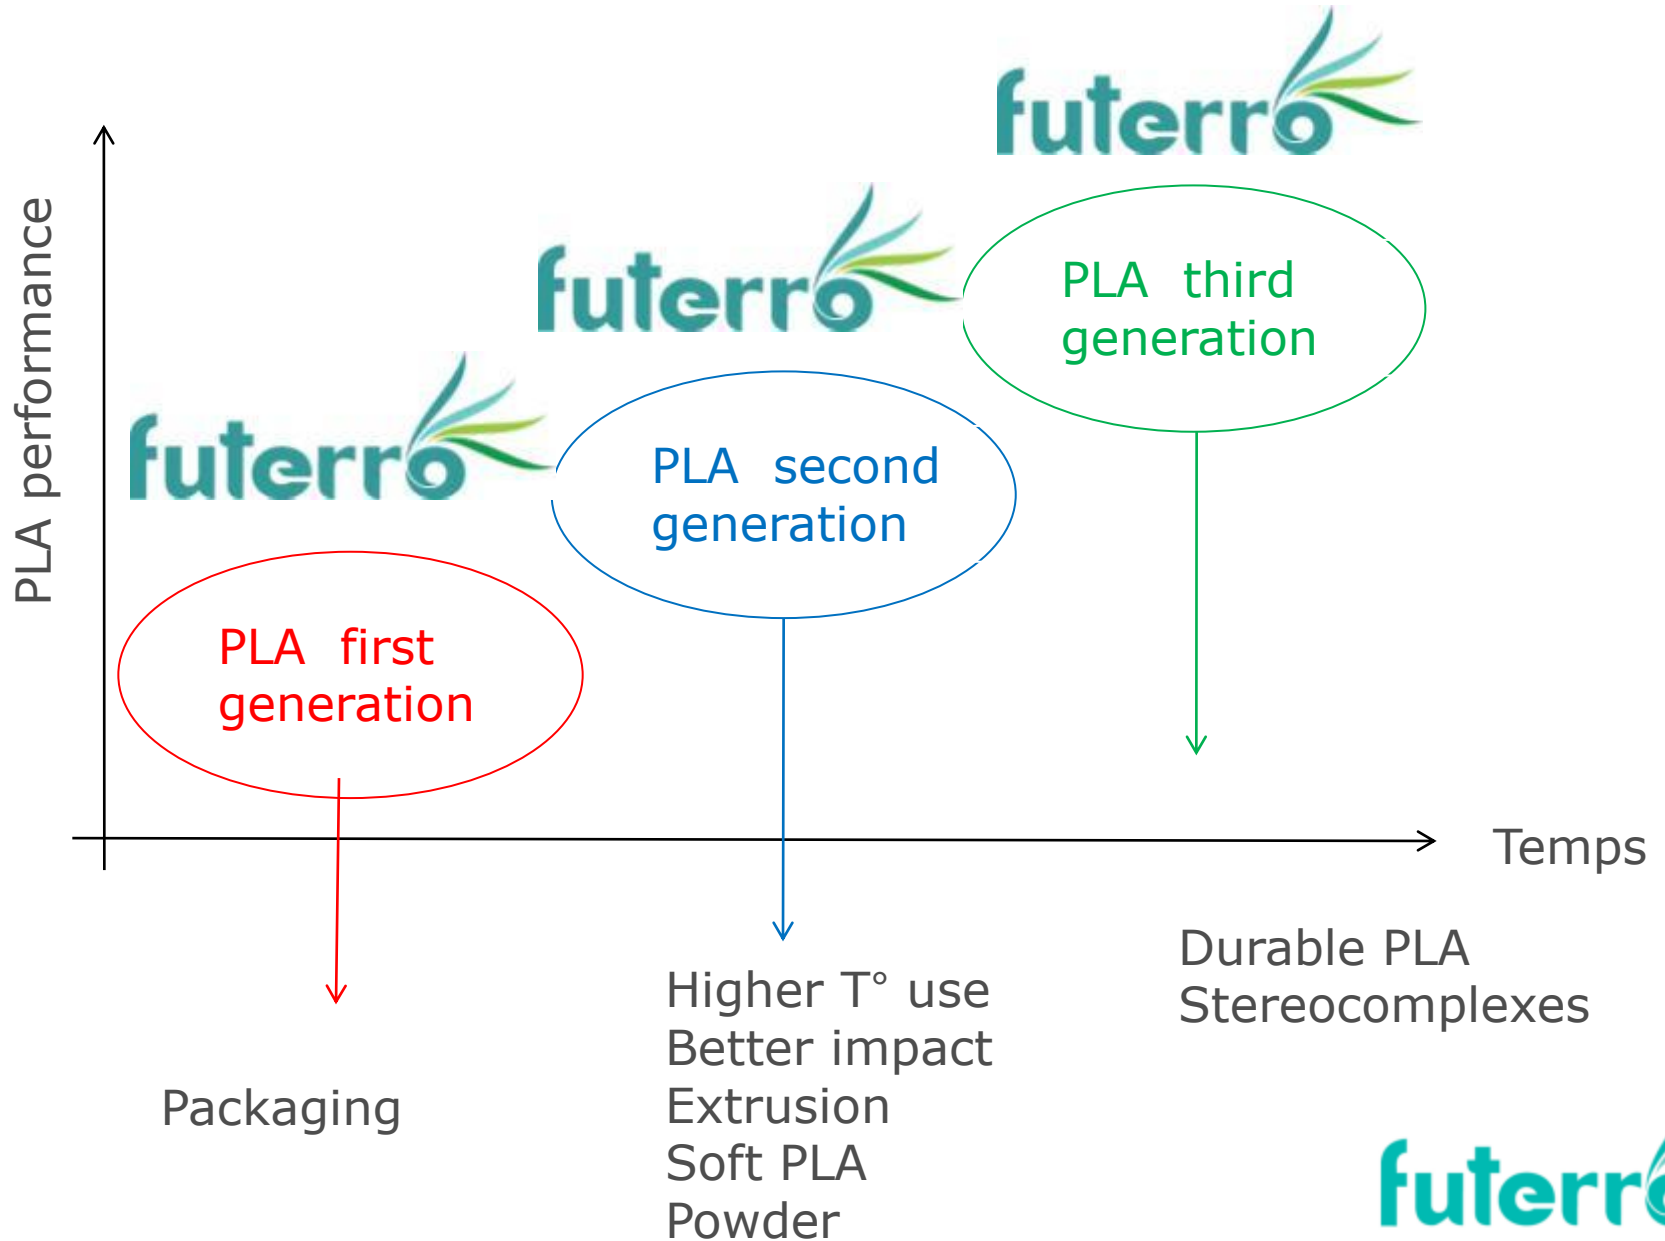 futerro
futerro
futerro
PLA performance
PLA third
generation
PLA second
generation
PLA first
generation
Temps
Packaging
Higher T° use
Better impact
Extrusion
Soft PLA
Powder
Durable PLA
Stereocomplexes
futerro